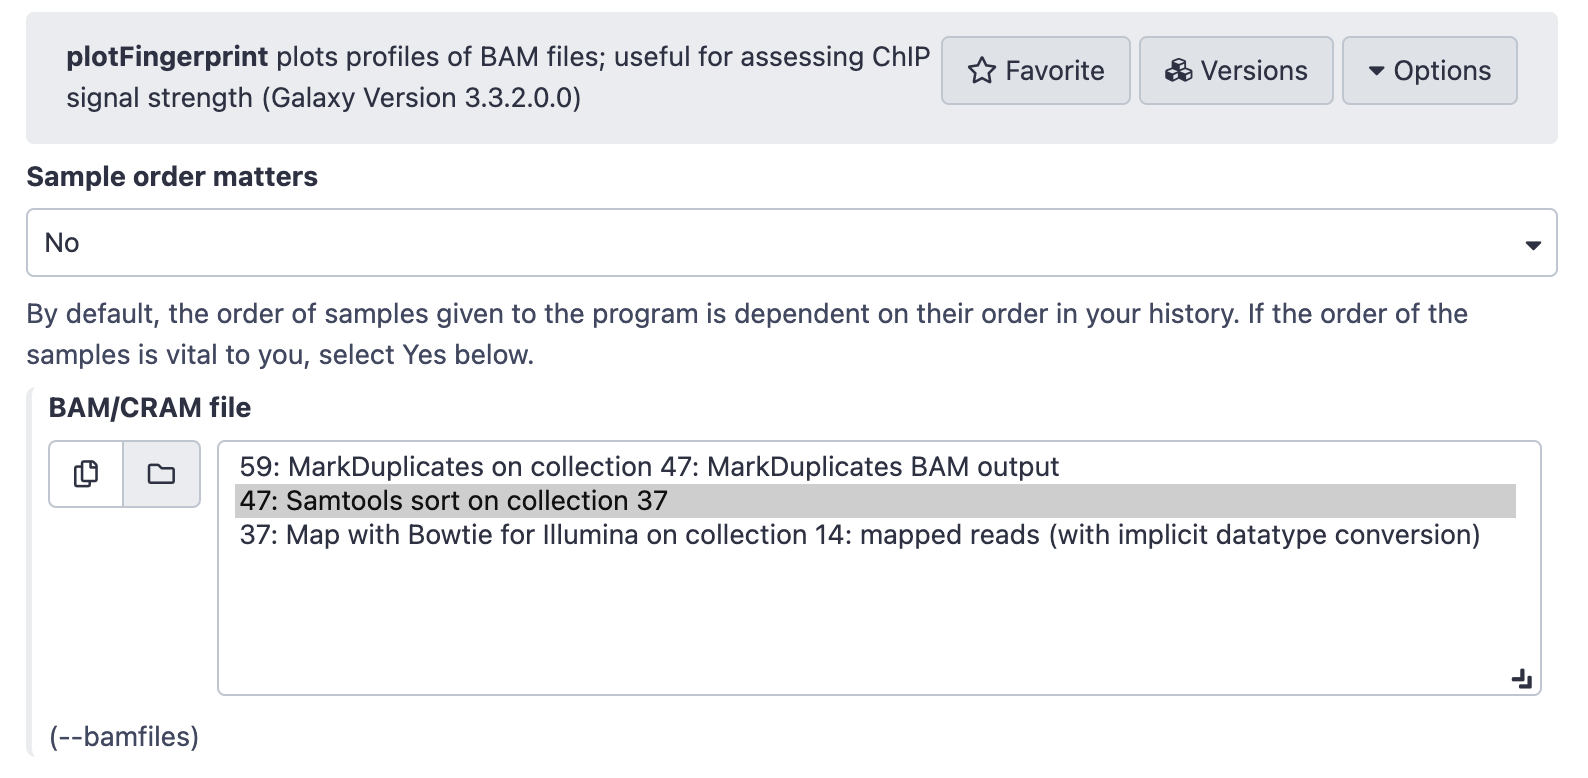 plotFingerprint plots profiles of BAM files; useful for assessing ChIP
signal strength (Galaxy Version 3.3.2.0.0)
Favorite
Versions
Options
Sample order matters
No
By default, the order of samples given to the program is dependent on their order in your history. If the order of the
samples is vital to you, select Yes below.
BAM/CRAM file
59: MarkDuplicates on collection 47: MarkDuplicates BAM output
47: Samtools sort on collection 37
37: Map with Bowtie for Illumina on collection 14: mapped reads (with implicit datatype conversion)
(--bamfiles)